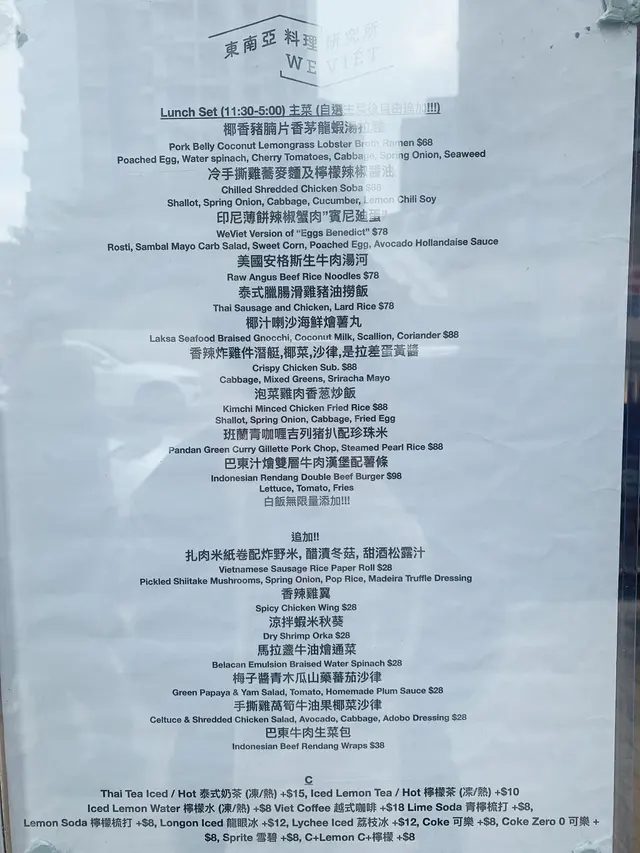 東南亞料理研究所
WE VIET
Lunch Set (11:30-5:00) 主菜 (自選主菜後自由追加!!!)
椰香豬腩片香茅龍蝦湯拉麵
Pork Belly Coconut Lemongrass Lobster Broth Ramen $68
Poached Egg, Water spinach, Cherry Tomatoes, Cabbage, Spring Onion, Seaweed
冷手撕雞蕎麥麵及檸檬辣椒醬油
Chilled Shredded Chicken Soba $68
Shallot, Spring Onion, Cabbage, Cucumber, Lemon Chili Soy
印尼薄餅辣椒蟹肉"賓尼廸蛋"
WeViet Version of "Eggs Benedict" $78
Rosti, Sambal Mayo Carb Salad, Sweet Corn, Poached Egg, Avocado Hollandaise Sauce
美國安格斯生牛肉湯河
Raw Angus Beef Rice Noodles $78
泰式臘腸滑雞豬油撈飯
Thai Sausage and Chicken, Lard Rice $78
椰汁喇沙海鮮燴薯丸
Laksa Seafood Braised Gnocchi, Coconut Milk, Scallion, Coriander $88
香辣炸雞件潛艇,椰菜,沙律,是拉差蛋黃醬
Crispy Chicken Sub. $88
Cabbage, Mixed Greens, Sriracha Mayo
泡菜雞肉香葱炒飯
Kimchi Minced Chicken Fried Rice $88
Shallot, Spring Onion, Cabbage, Fried Egg
班蘭青咖喱吉列豬扒配珍珠米
Pandan Green Curry Gillette Pork Chop, Steamed Pearl Rice $88
巴東汁燴雙層牛肉漢堡配薯條
Indonesian Rendang Double Beef Burger $98
Lettuce, Tomato, Fries
白飯無限量添加!!!
追加!!
扎肉米紙卷配炸野米, 醋漬冬菇, 甜酒松露汁
Vietnamese Sausage Rice Paper Roll $28
Pickled Shiitake Mushrooms, Spring Onion, Pop Rice, Madeira Truffle Dressing
香辣雞翼
Spicy Chicken Wing $28
涼拌蝦米秋葵
Dry Shrimp Orka $28
馬拉盞牛油燴通菜
Belacan Emulsion Braised Water Spinach $28
梅子醬青木瓜山藥蕃茄沙律
Green Papaya & Yam Salad, Tomato, Homemade Plum Sauce $28
手撕雞萵筍牛油果椰菜沙律
Celtuce & Shredded Chicken Salad, Avocado, Cabbage, Adobo Dressing $28
巴東牛肉生菜包
Indonesian Beef Rendang Wraps $38
C
Thai Tea Iced / Hot 泰式奶茶 (凍/熱) +$15, Iced Lemon Tea / Hot 檸檬茶 (凍/熱) +$10
Iced Lemon Water 檸檬水 (凍/熱) +$8 Viet Coffee 越式咖啡 +$18 Lime Soda 青檸梳打 +$8,
Lemon Soda 檸檬梳打 +$8, Longon Iced 龍眼冰 +$12, Lychee Iced 荔枝冰 +$12, Coke 可樂 +$8, Coke Zero 0 可樂 +
$8, Sprite 雪碧 +$8, C+Lemon C+檸檬 +$8